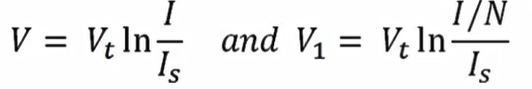 V = V_t ln I/I_s and V_1 = V_t ln (I/N)/I_s